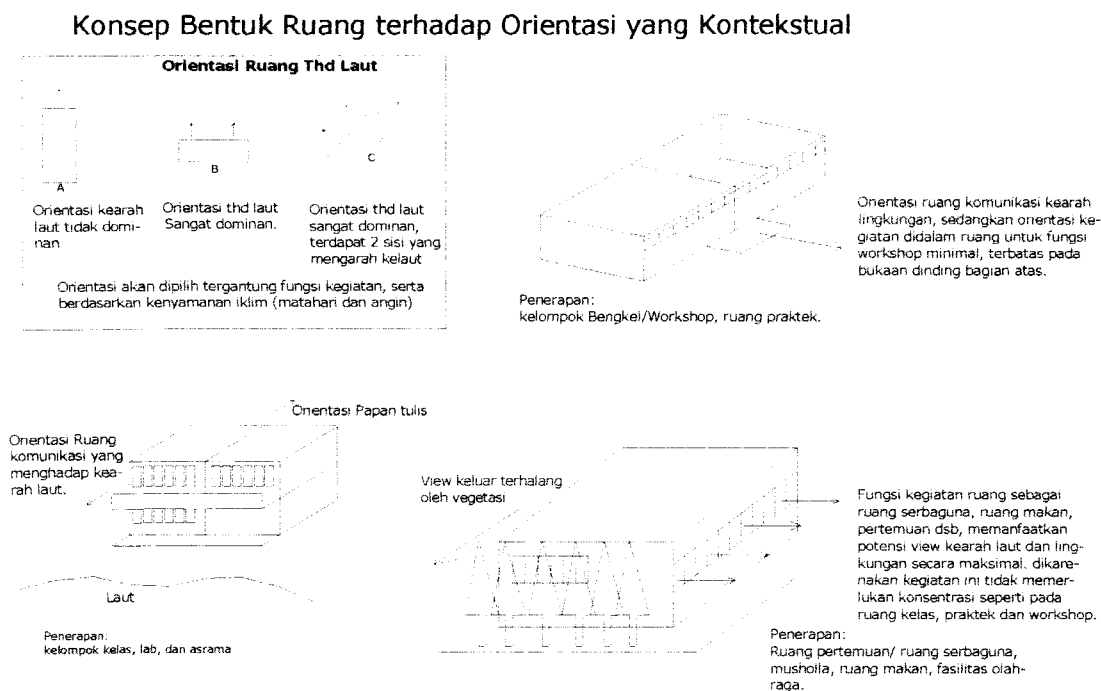 Konsep Bentuk Ruang terhadap Orientasi yang Kontekstual
Orientasi Ruang Thd Laut
A
B
C
Orientasi kearah
laut tidak domi-
nan
Orientasi thd laut
Sangat dominan.
Orientasi thd laut
sangat dominan,
terdapat 2 sisi yang
mengarah kelaut
Orientasi akan dipilih tergantung fungsi kegiatan, serta
berdasarkan kenyamanan iklim (matahari dan angin)
Orientasi ruang komunikasi kearah
lingkungan, sedangkan orientasi ke-
giatan didalam ruang untuk fungsi
workshop minimal, terbatas pada
bukaan dinding bagian atas.
Penerapan:
kelompok Bengkel/Workshop, ruang praktek.
Orientasi Papan tulis
Orientasi Ruang
komunikasi yang
menghadap kea-
rah laut.
Laut
Penerapan:
kelompok kelas, lab, dan asrama
View keluar terhalang
oleh vegetasi
Fungsi kegiatan ruang sebagai
ruang serbaguna, ruang makan,
pertemuan dsb, memanfaatkan
potensi view kearah laut dan ling-
kungan secara maksimal. dikare-
nakan kegiatan ini tidak memer-
lukan konsentrasi seperti pada
ruang kelas, praktek dan workshop.
Penerapan:
Ruang pertemuan/ ruang serbaguna,
musholla, ruang makan, fasilitas olah-
raga.